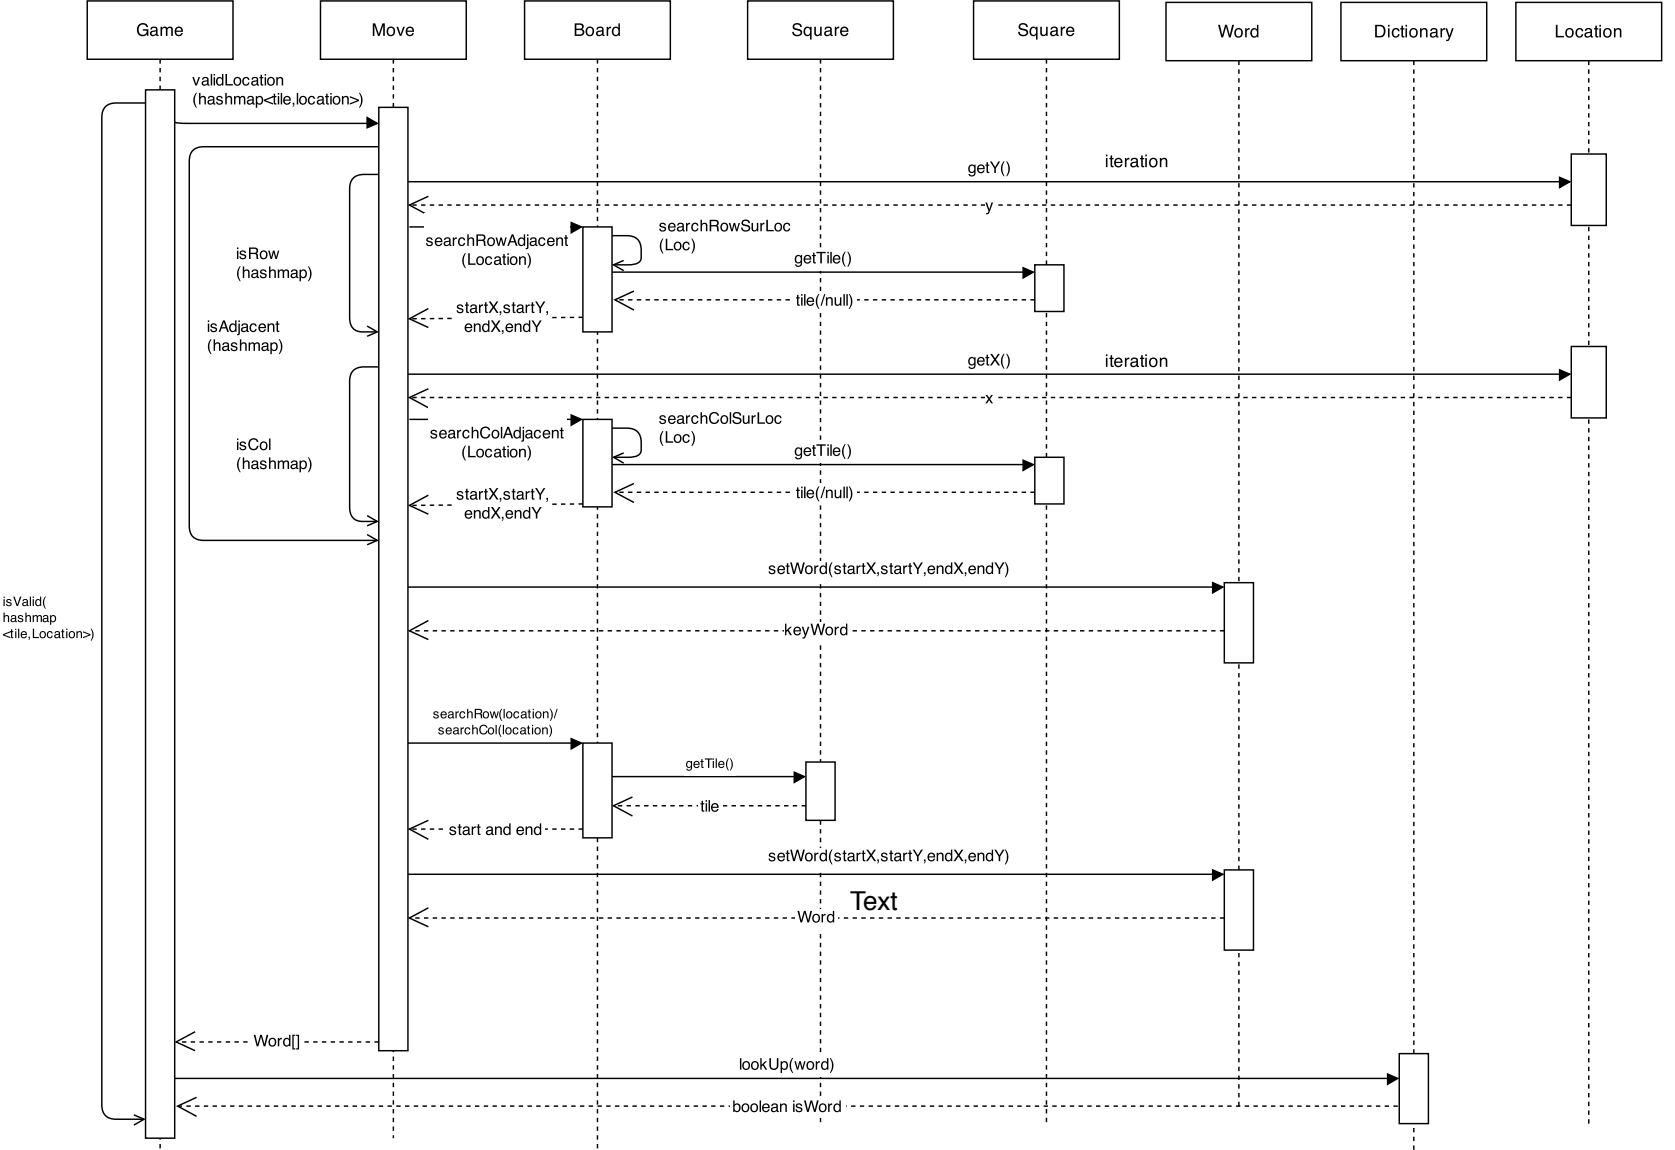 Game
Move
Board
Square
Square
Word
Dictionary
Location
validLocation
(hashmap<tile,location>)
getY()
iteration
y
searchRowAdjacent
(Location)
searchRowSurLoc
(Loc)
getTile()
isRow
(hashmap)
tile(/null)
startX,startY,
endX,endY
isAdjacent
(hashmap)
getX()
iteration
x
searchColAdjacent
(Location)
searchColSurLoc
(Loc)
getTile()
isCol
(hashmap)
tile(/null)
startX,startY,
endX,endY
setWord(startX,startY,endX,endY)
isValid(
hashmap
<tile,Location>)
keyWord
searchRow(location)/
searchCol(location)
getTile()
tile
start and end
setWord(startX,startY,endX,endY)
Text
Word
Word[]
lookUp(word)
boolean isWord